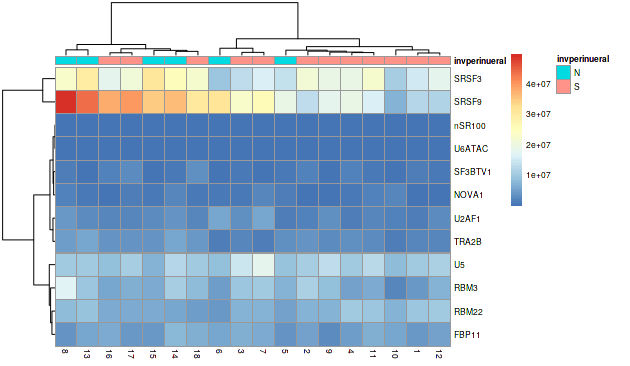 invperinueral
SRSF3
SRSF9
nSR100
U6ATAC
SF3BTV1
NOVA1
U2AF1
TRA2B
U5
RBM3
RBM22
FBP11
8 13 16 17 15 14 18 6 3 7 5 2 9 4 11 10 1 12
4e+07
3e+07
2e+07
1e+07
invperinueral
N
S